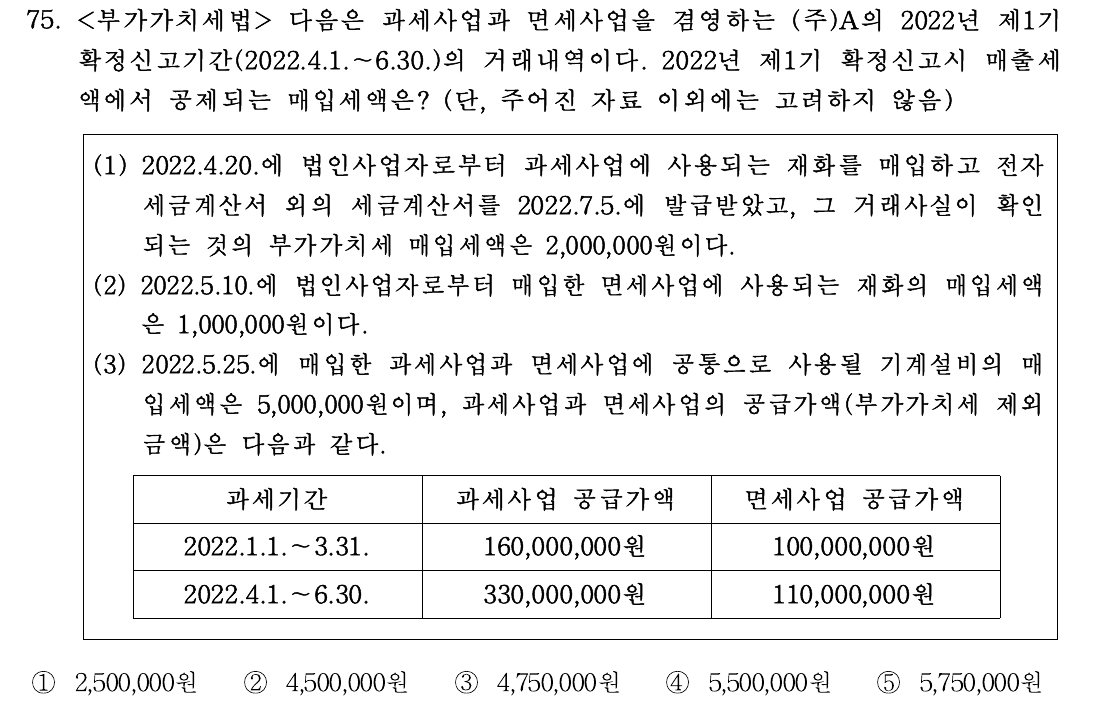 75. <부가가치세법> 다음은 과세사업과 면세사업을 겸영하는 (주)A의 2022년 제1기
확정신고기간(2022.4.1.~6.30.)의 거래내역이다. 2022년 제1기 확정신고시 매출세
액에서 공제되는 매입세액은? (단, 주어진 자료 이외에는 고려하지 않음)
(1) 2022.4.20.에 법인사업자로부터 과세사업에 사용되는 재화를 매입하고 전자
세금계산서 외의 세금계산서를 2022.7.5.에 발급받았고, 그 거래사실이 확인
되는 것의 부가가치세 매입세액은 2,000,000원이다.
(2) 2022.5.10.에 법인사업자로부터 매입한 면세사업에 사용되는 재화의 매입세액
은 1,000,000원이다.
(3) 2022.5.25.에 매입한 과세사업과 면세사업에 공통으로 사용될 기계설비의 매
입세액은 5,000,000원이며, 과세사업과 면세사업의 공급가액(부가가치세 제외
금액)은 다음과 같다.
과세기간 과세사업 공급가액 면세사업 공급가액
2022.1.1.~3.31. 160,000,000원 100,000,000원
2022.4.1.~6.30. 330,000,000원 110,000,000원
① 2,500,000원 ② 4,500,000원 ③ 4,750,000원 ④ 5,500,000원 ⑤ 5,750,000원